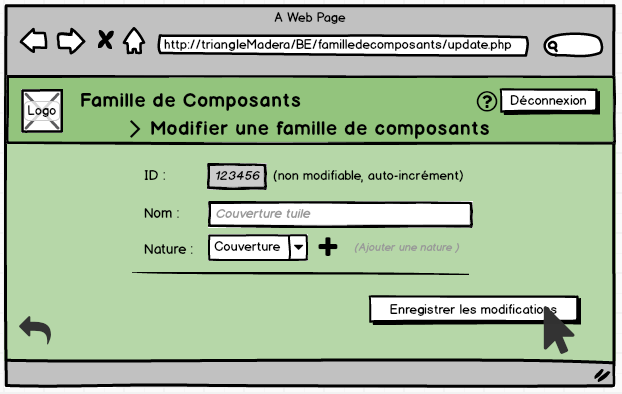 A Web Page
http://triangleMadera/BE/familledecomposants/update.php
Logo
Famille de Composants
? Déconnexion
> Modifier une famille de composants
ID : 123456 (non modifiable, auto-incrément)
Nom : Couverture tuile
Nature : Couverture (Ajouter une nature )
Enregistrer les modifications